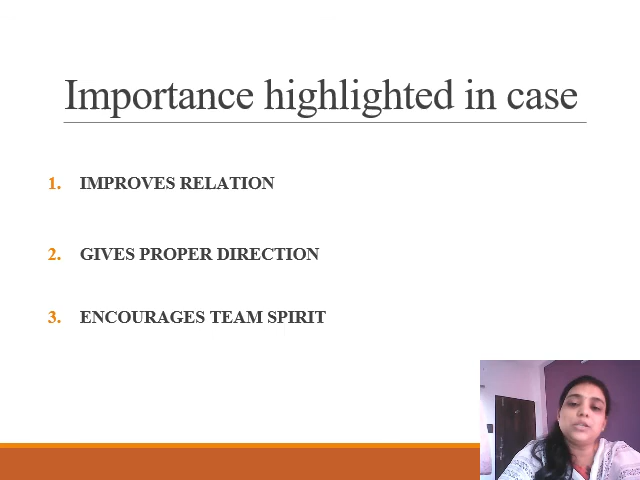 Importance highlighted in case
1. IMPROVES RELATION
2. GIVES PROPER DIRECTION
3. ENCOURAGES TEAM SPIRIT